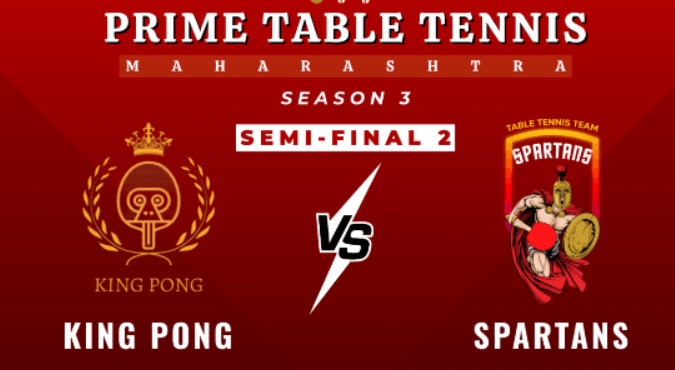 PRIME TABLE TENNIS
MAHARASHTRA
SEASON 3
SEMI-FINAL 2
TABLE TENNIS TEAM
SPARTANS
VS
KING PONG
KING PONG
SPARTANS